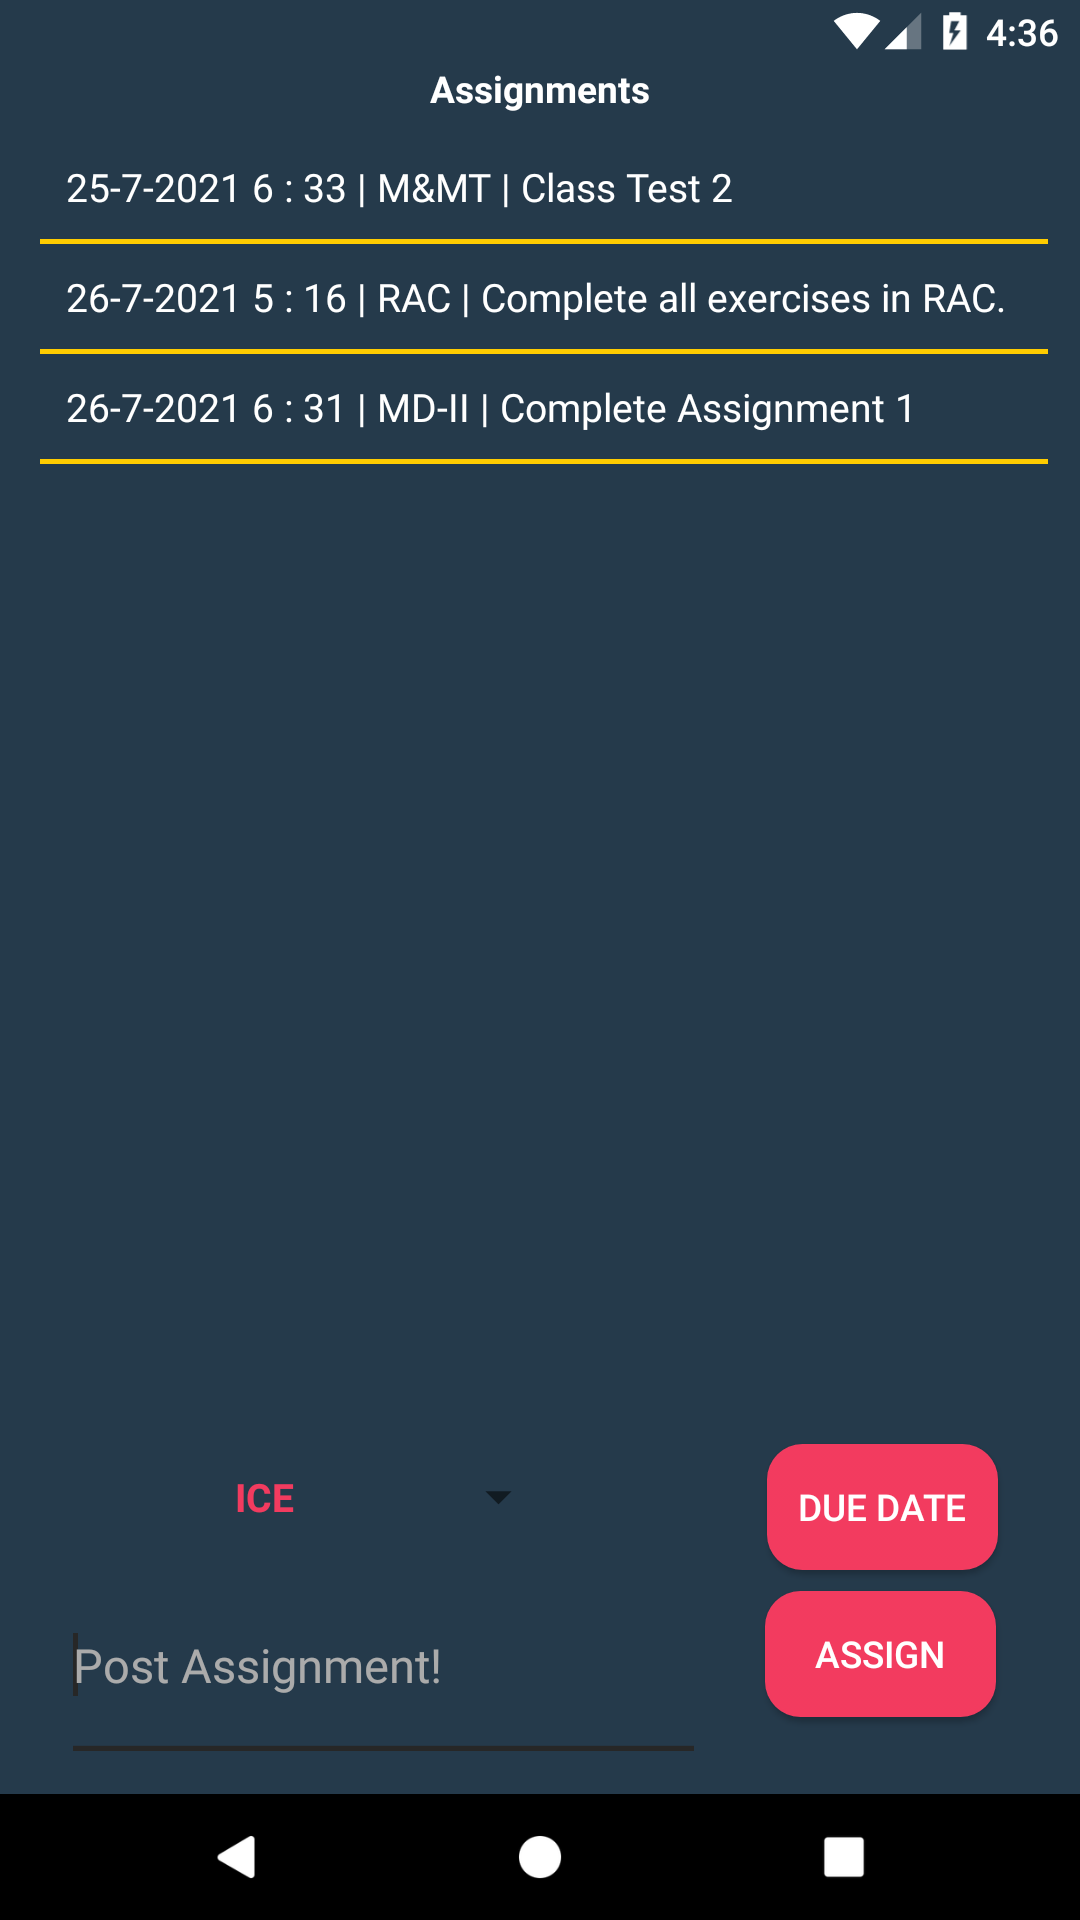 4:36
Assignments
25-7-2021 6 : 33 | M&MT | Class Test 2
26-7-2021 5 : 16 | RAC | Complete all exercises in RAC.
26-7-2021 6 : 31 | MD-II | Complete Assignment 1
ICE
DUE DATE
Post Assignment!
ASSIGN